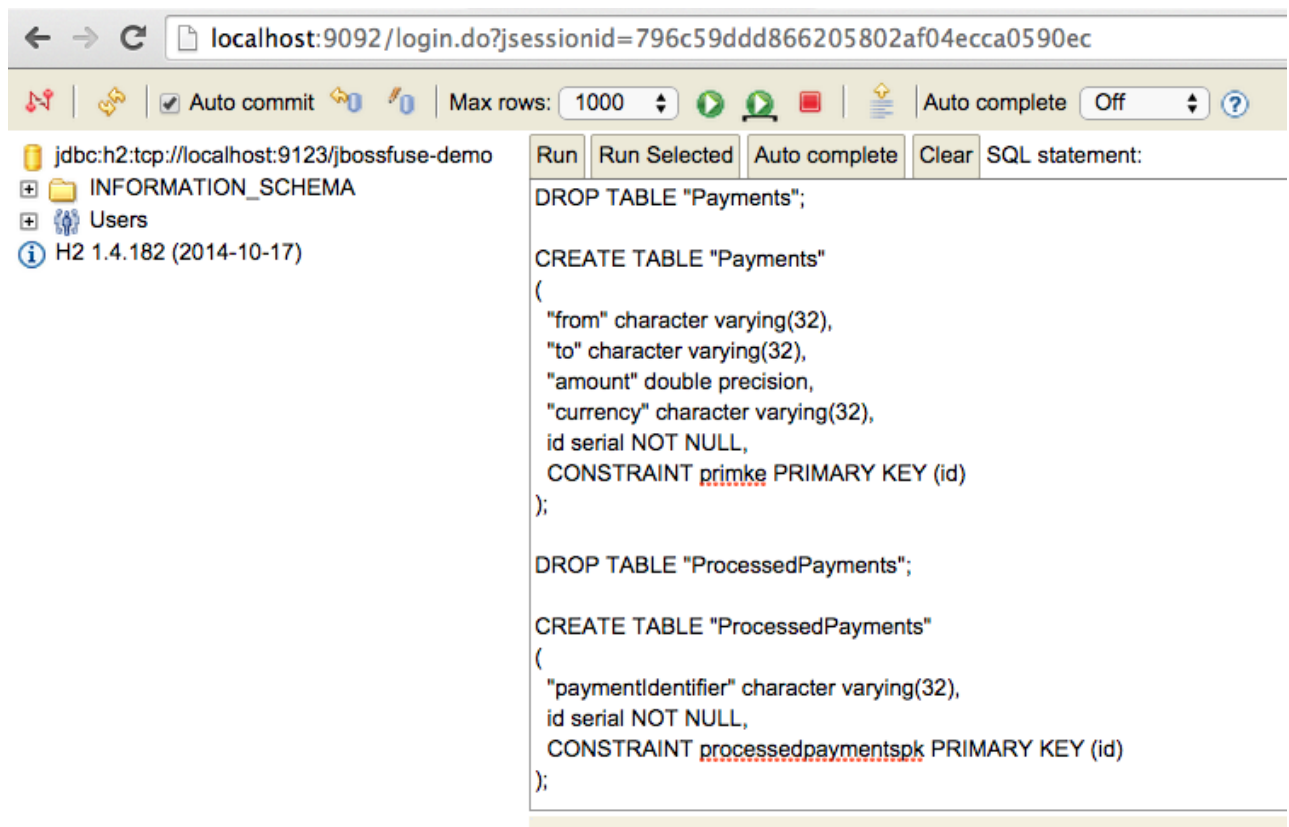 localhost:9092/login.do?jsessionid=796c59ddd866205802af04ecca0590ec
Auto commit Max rows: 1000 Auto complete Off ?
jdbc:h2:tcp://localhost:9123/jbossfuse-demo
INFORMATION_SCHEMA
Users
H2 1.4.182 (2014-10-17)
Run Run Selected Auto complete Clear SQL statement:
DROP TABLE "Payments";
CREATE TABLE "Payments"
(
"from" character varying(32),
"to" character varying(32),
"amount" double precision,
"currency" character varying(32),
id serial NOT NULL,
CONSTRAINT primke PRIMARY KEY (id)
);
DROP TABLE "ProcessedPayments";
CREATE TABLE "ProcessedPayments"
(
"paymentIdentifier" character varying(32),
id serial NOT NULL,
CONSTRAINT processedpaymentspk PRIMARY KEY (id)
);